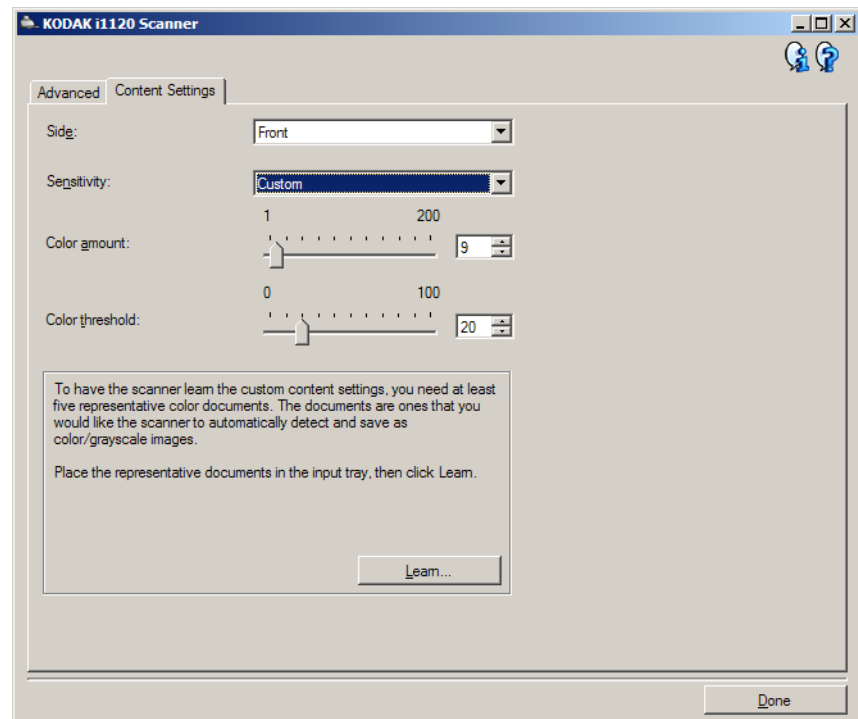 KODAK i1120 Scanner
Advanced Content Settings
Side: Front
Sensitivity: Custom
1 200
Color amount: 9
0 100
Color threshold: 20
To have the scanner learn the custom content settings, you need at least
five representative color documents. The documents are ones that you
would like the scanner to automatically detect and save as
color/grayscale images.
Place the representative documents in the input tray, then click Learn.
Learn...
Done